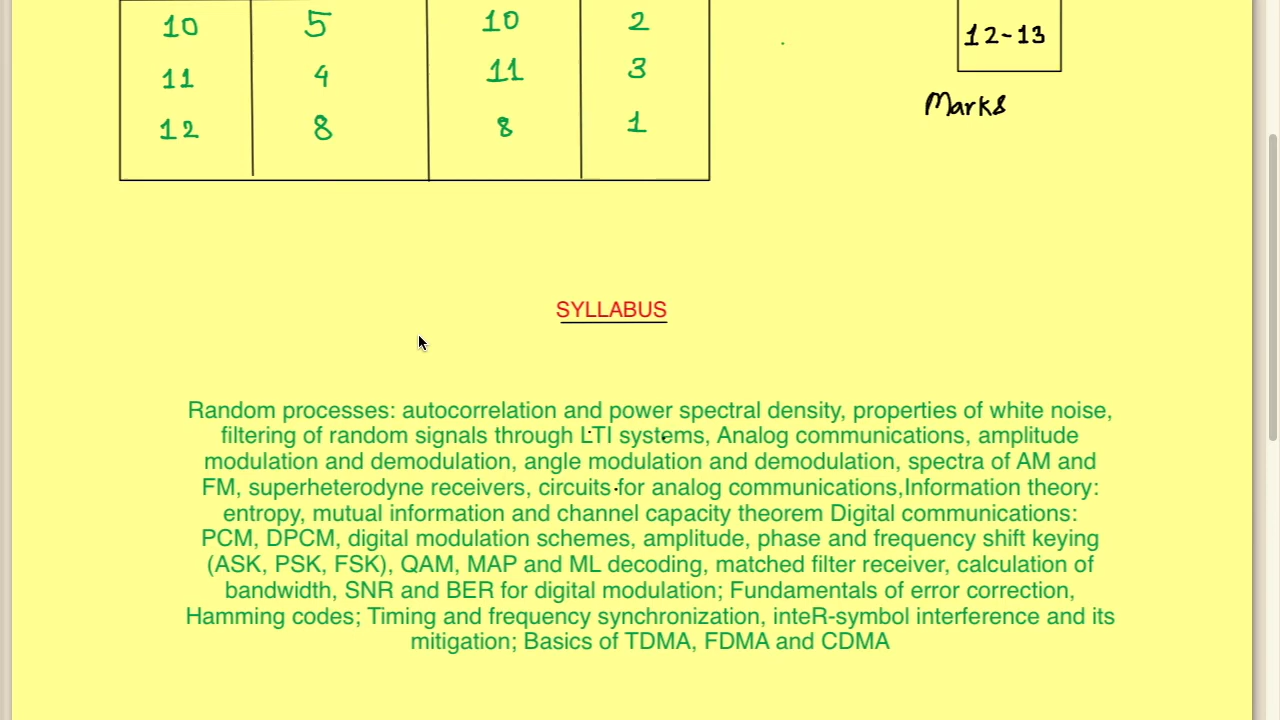 10 5 10 2
12-13
11 4 11 3
Marks
12 8 8 1
SYLLABUS
Random processes: autocorrelation and power spectral density, properties of white noise,
filtering of random signals through LTI systems, Analog communications, amplitude
modulation and demodulation, angle modulation and demodulation, spectra of AM and
FM, superheterodyne receivers, circuits for analog communications,Information theory:
entropy, mutual information and channel capacity theorem Digital communications:
PCM, DPCM, digital modulation schemes, amplitude, phase and frequency shift keying
(ASK, PSK, FSK), QAM, MAP and ML decoding, matched filter receiver, calculation of
bandwidth, SNR and BER for digital modulation; Fundamentals of error correction,
Hamming codes; Timing and frequency synchronization, inteR-symbol interference and its
mitigation; Basics of TDMA, FDMA and CDMA